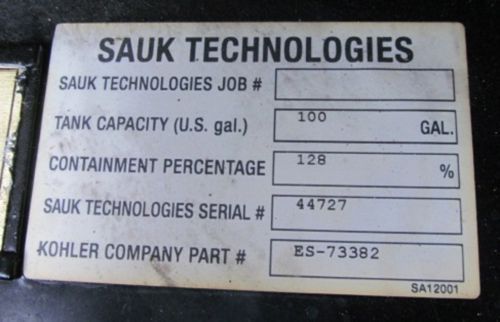 SAUK TECHNOLOGIES
SAUK TECHNOLOGIES JOB #
TANK CAPACITY (U.S. gal.) 100 GAL.
CONTAINMENT PERCENTAGE 128 %
SAUK TECHNOLOGIES SERIAL # 44727
KOHLER COMPANY PART # ES-73382
SA12001